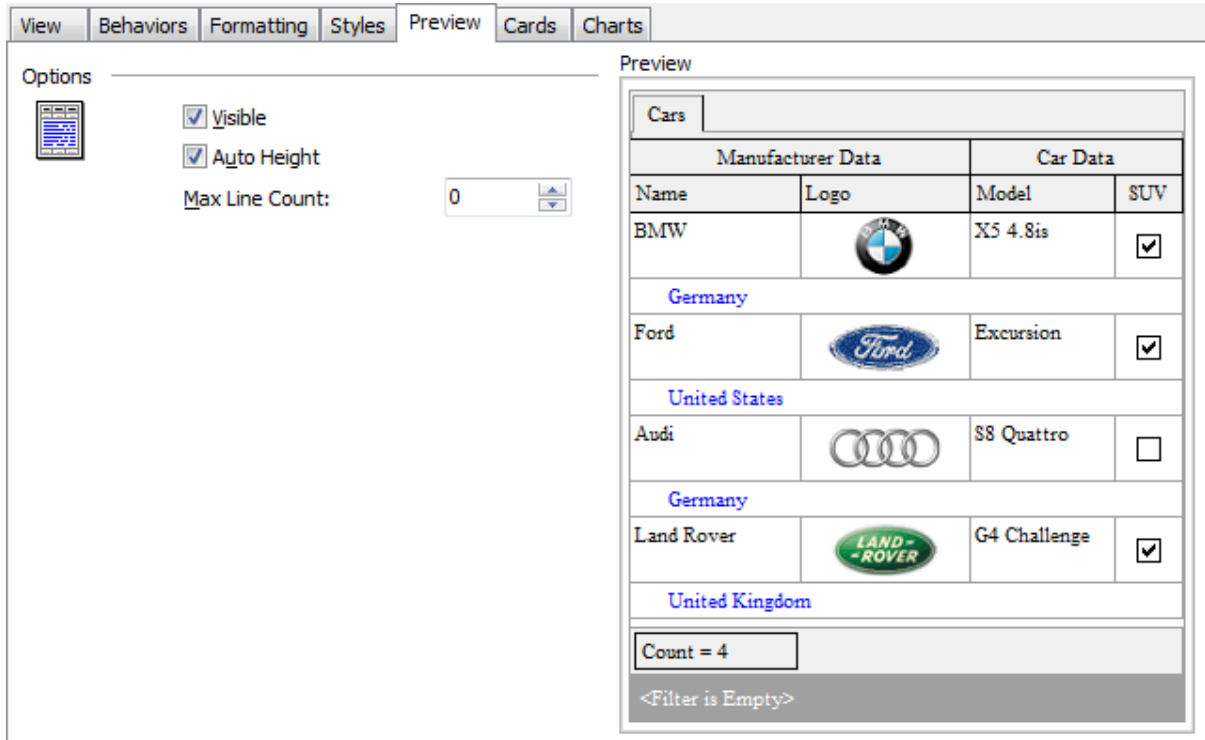 View Behaviors Formatting Styles Preview Cards Charts
Options
Visible
Auto Height
Max Line Count: 0
Preview
Cars
Manufacturer Data Car Data
Name Logo Model SUV
BMW BMW X5 4.8is
Germany
Ford Ford Excursion
United States
Audi S8 Quattro
Germany
Land Rover LAND-
-ROVER G4 Challenge
United Kingdom
Count = 4
<Filter is Empty>